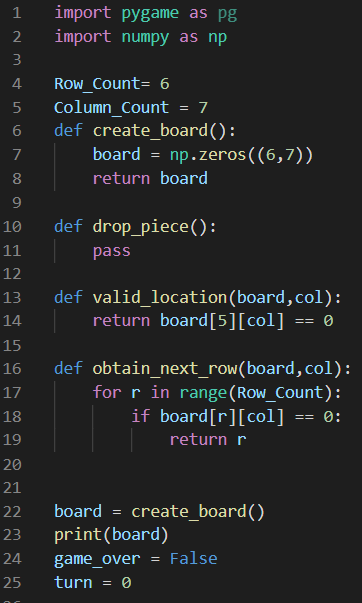 1 import pygame as pg
2 import numpy as np
3
4 Row_Count= 6
5 Column_Count = 7
6 def create_board():
7     board = np.zeros((6,7))
8     return board
9
10 def drop_piece():
11     pass
12
13 def valid_location(board,col):
14     return board[5][col] == 0
15
16 def obtain_next_row(board,col):
17     for r in range(Row_Count):
18         if board[r][col] == 0:
19             return r
20
21
22 board = create_board()
23 print(board)
24 game_over = False
25 turn = 0